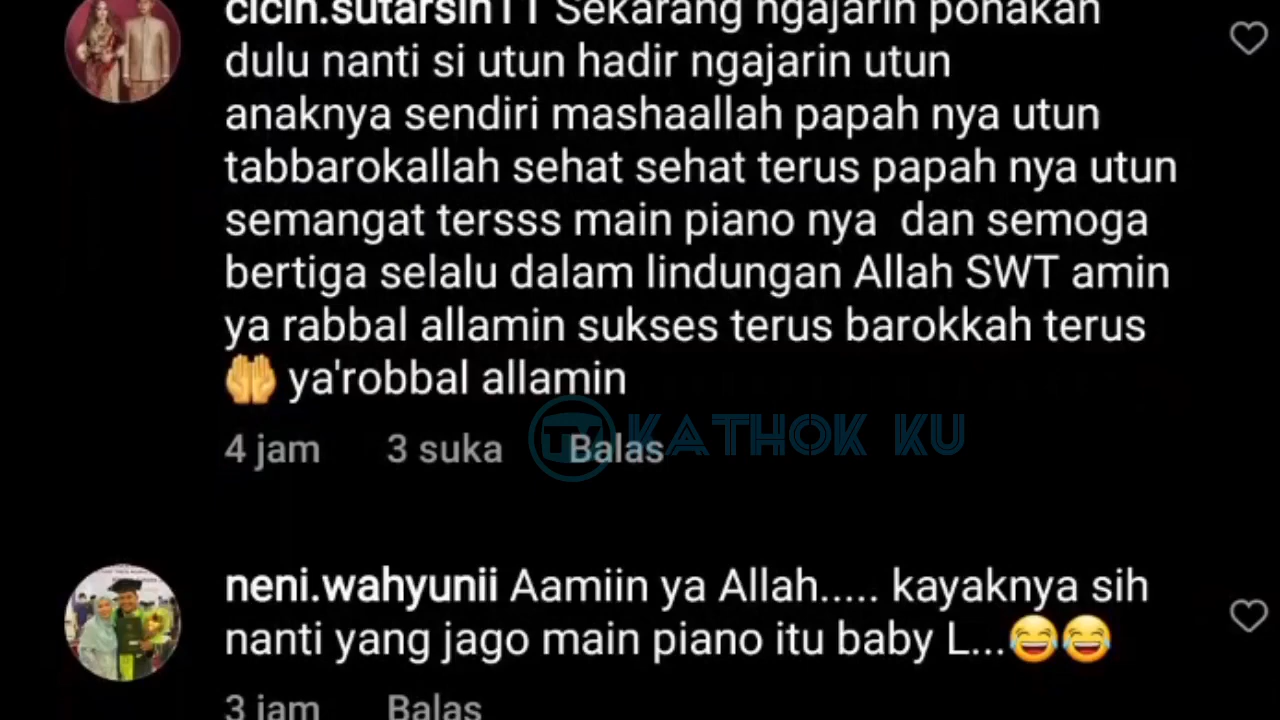 cicin.sutarsih11 Sekarang ngajarin ponakan
dulu nanti si utun hadir ngajarin utun
anaknya sendiri mashaallah papah nya utun
tabbarokallah sehat sehat terus papah nya utun
semangat tersss main piano nya dan semoga
bertiga selalu dalam lindungan Allah SWT amin
ya rabbal allamin sukses terus barokkah terus
🤲 ya'robbal allamin
4 jam 3 suka Balas
TV KATHOK KU
neni.wahyunii Aamiin ya Allah..... kayaknya sih
nanti yang jago main piano itu baby L...😂😂
3 jam Balas